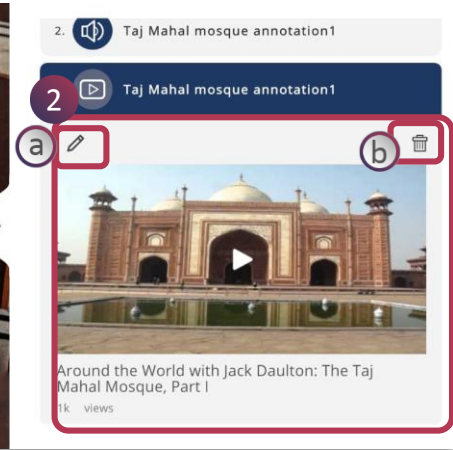 2. Taj Mahal mosque annotation1
Taj Mahal mosque annotation1
2
a
b
Around the World with Jack Daulton: The Taj
Mahal Mosque, Part I
1k views